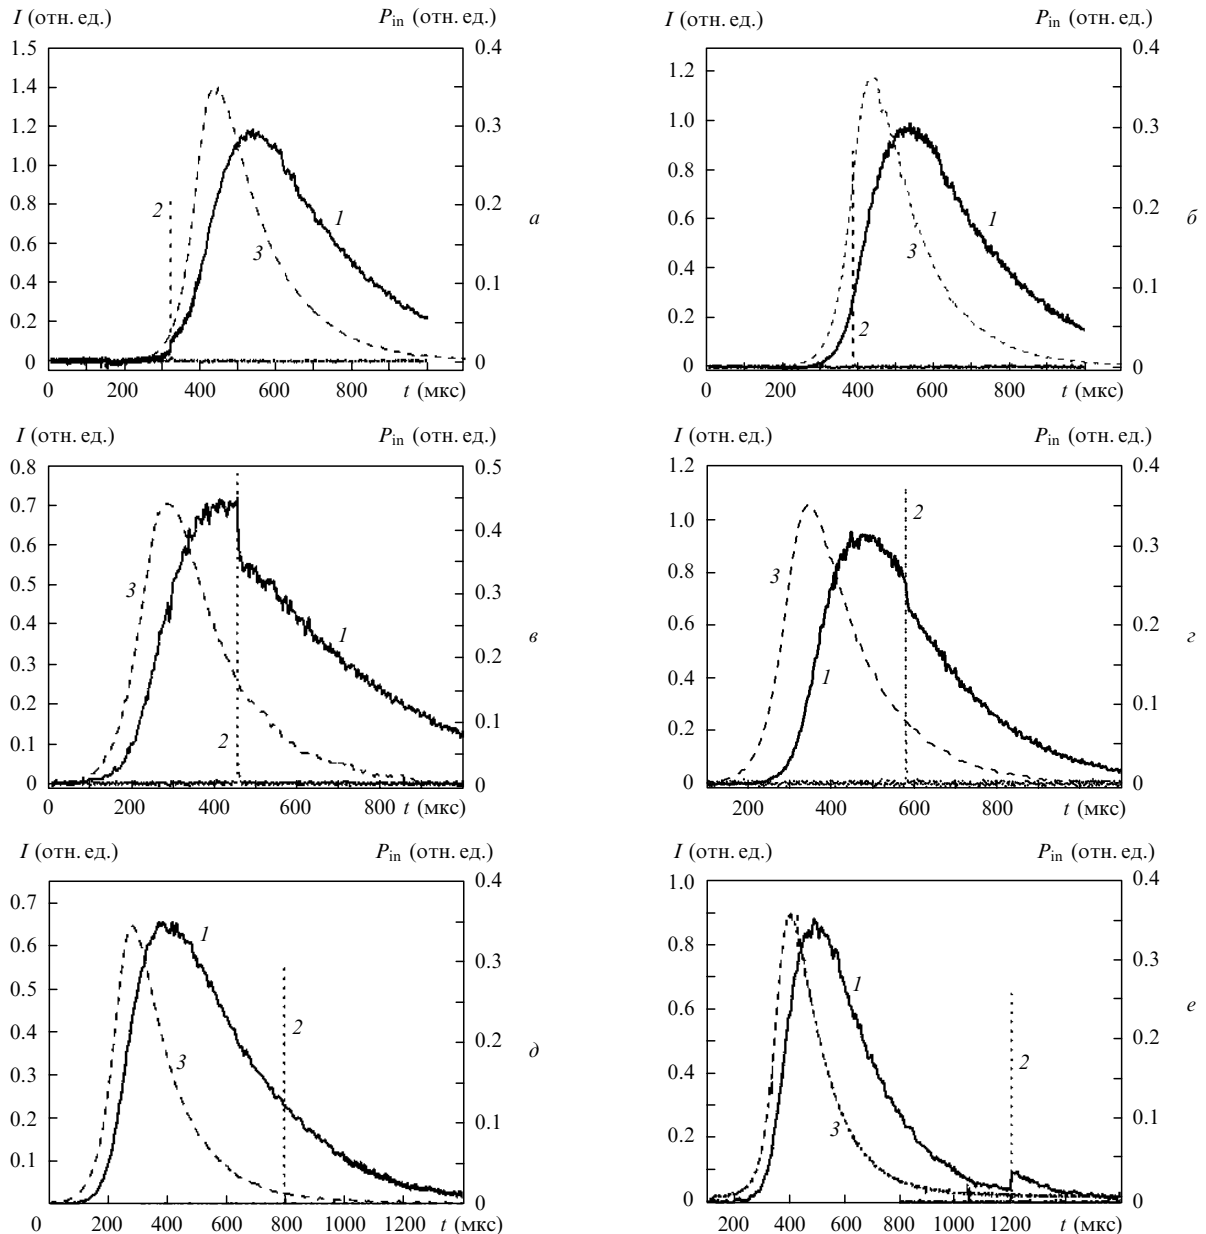 I (отн. ед.) P_in (отн. ед.)
1.5 0.4
1.4
1.2 0.3
1.0
0.8 2 1 0.2 а
0.6 3
0.4 0.1
0.2
0 0
0 200 400 600 800 t (мкс)
I (отн. ед.) P_in (отн. ед.)
1.2 0.4
1.0 0.3
0.8
0.6 1 0.2 б
0.4 3
0.2 2 0.1
0 0
0 200 400 600 800 t (мкс)
I (отн. ед.) P_in (отн. ед.)
0.8 0.5
0.7 0.4
0.6
0.5 0.3
0.4 3
0.3 1 0.2 в
0.2
0.1 2 0.1
0 0
0 200 400 600 800 t (мкс)
I (отн. ед.) P_in (отн. ед.)
1.2 0.4
1.0 2 0.3
0.8 3
0.6 0.2 г
0.4 1
0.2 0.1
0 0
200 400 600 800 t (мкс)
I (отн. ед.) P_in (отн. ед.)
0.7 0.4
0.6 1 0.3
0.5
0.4 2 0.2 д
0.3 3
0.2 0.1
0.1
0 0
200 400 600 800 1000 1200 t (мкс)
I (отн. ед.) P_in (отн. ед.)
1.0 0.4
0.8 0.3
0.6 1
0.4 2 0.2 е
0.2 3 0.1
0 0
200 400 600 800 1000 1200 t (мкс)